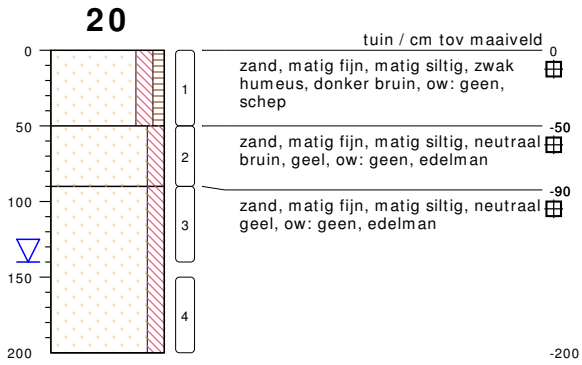 20
tuin / cm tov maaiveld
0
0
zand, matig fijn, matig siltig, zwak
humeus, donker bruin, ow: geen,
schep
1
50
-50
zand, matig fijn, matig siltig, neutraal
bruin, geel, ow: geen, edelman
2
-90
100
zand, matig fijn, matig siltig, neutraal
geel, ow: geen, edelman
3
150
4
200
-200